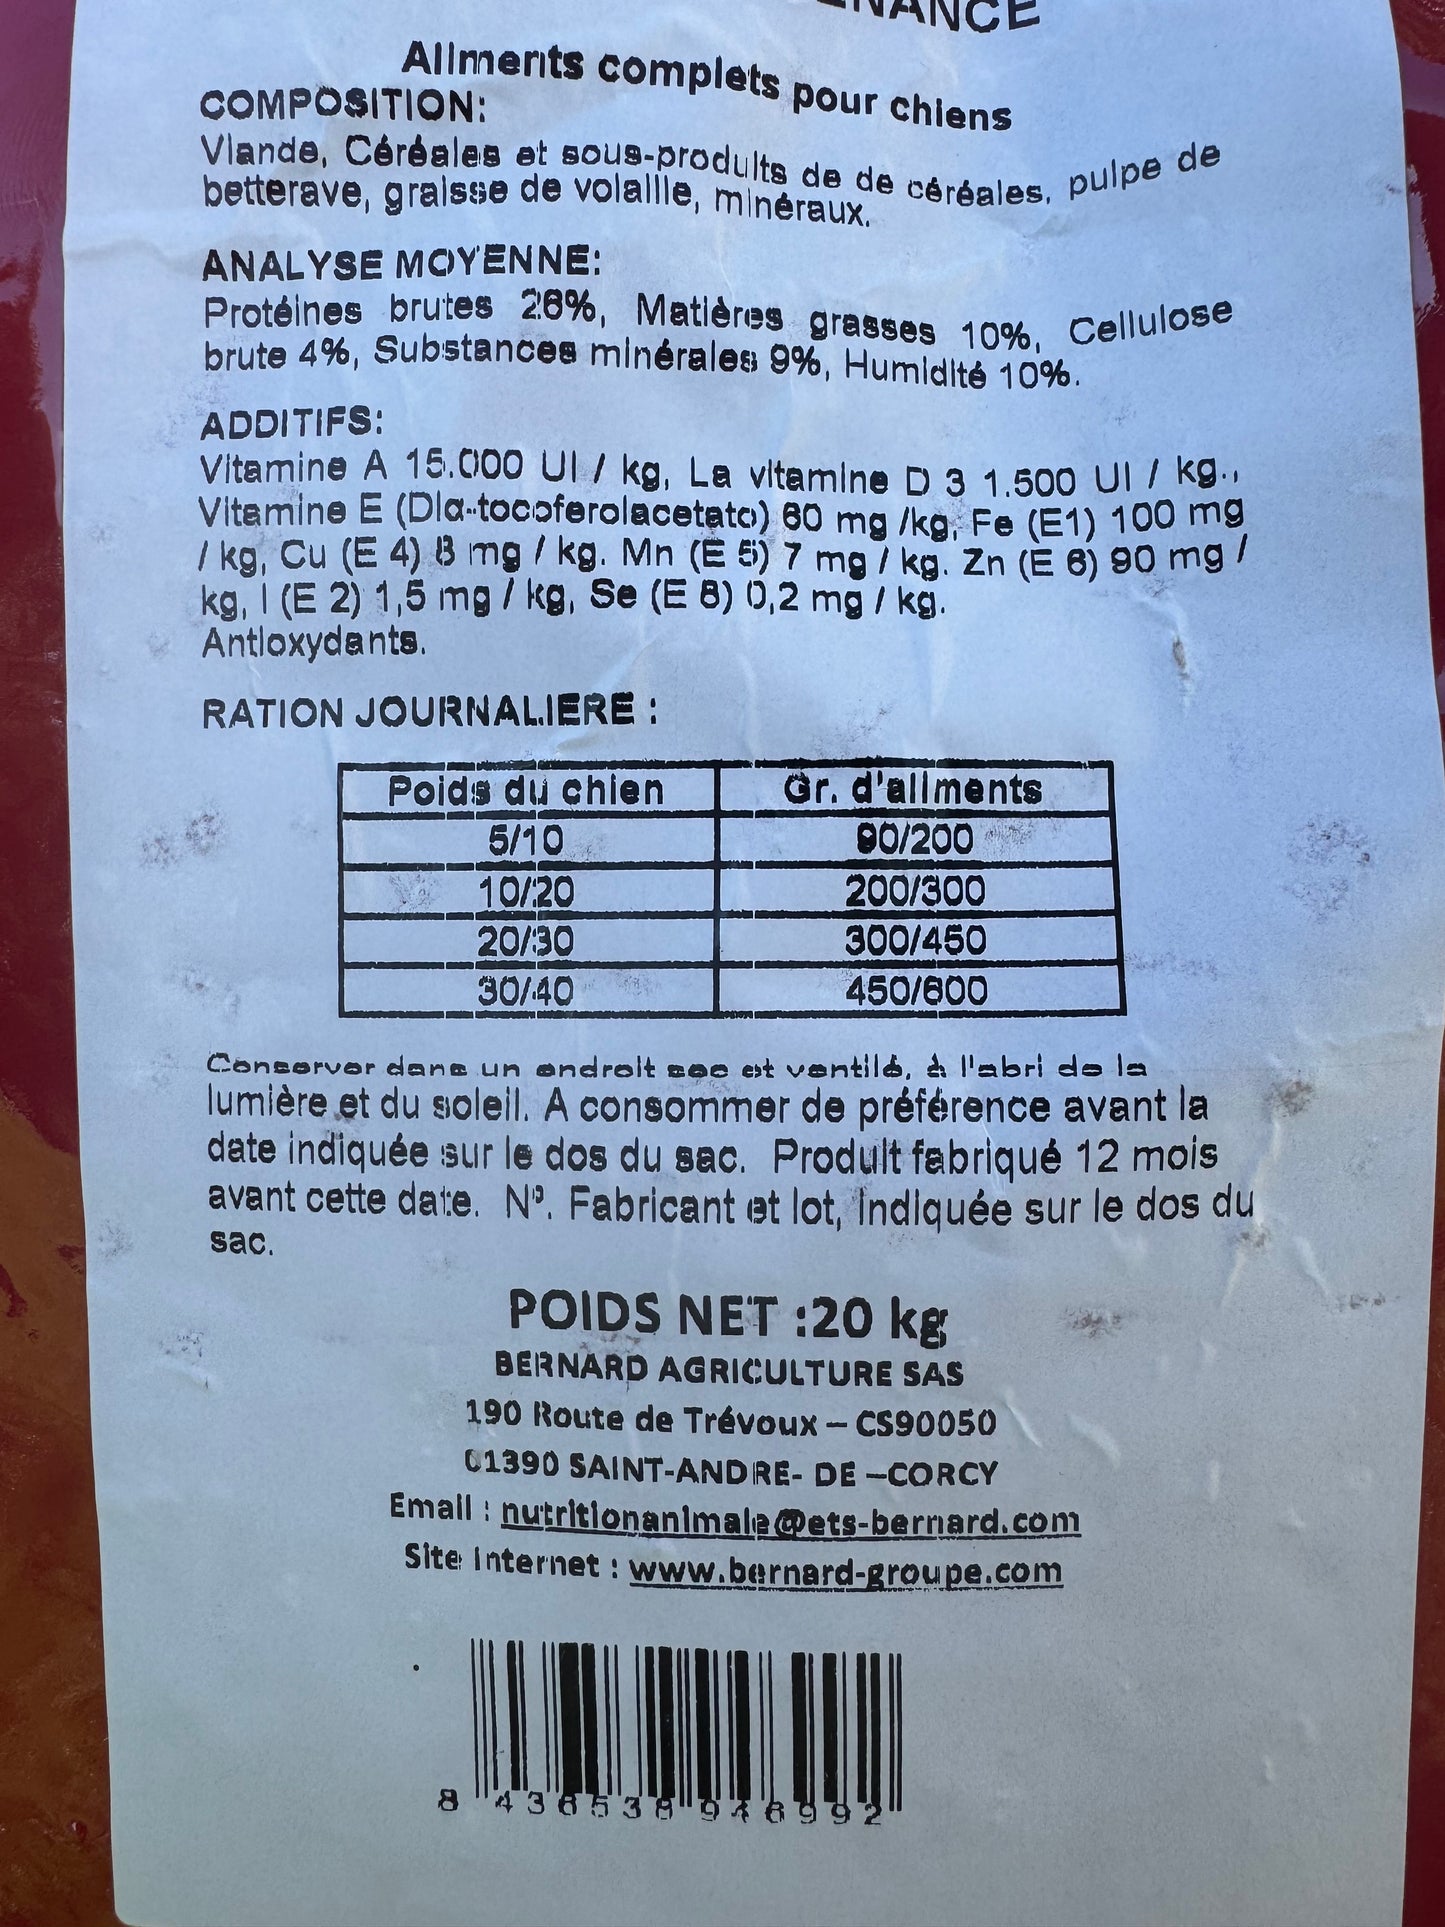 ENANCE
Aliments complets pour chiens
COMPOSITION:
Viande, Céréales et sous-produits de de céréales, pulpe de
betterave, graisse de volaille, minéraux.
ANALYSE MOYENNE:
Protéines brutes 26%, Matières grasses 10%, Cellulose
brute 4%, Substances minérales 9%, Humidité 10%.
ADDITIFS:
Vitamine A 15.000 UI / kg, La vitamine D 3 1.500 UI / kg.,
Vitamine E (Dlα-tocoferolacetato) 60 mg /kg, Fe (E1) 100 mg
/ kg, Cu (E 4) 8 mg / kg. Mn (E 5) 7 mg / kg. Zn (E 6) 90 mg /
kg, I (E 2) 1,5 mg / kg, Se (E 8) 0,2 mg / kg.
Antioxydants.
RATION JOURNALIERE :
Poids du chien Gr. d'aliments
5/10 90/200
10/20 200/300
20/30 300/450
30/40 450/600
Conserver dans un endroit sec et ventilé, à l'abri de la
lumière et du soleil. A consommer de préférence avant la
date indiquée sur le dos du sac. Produit fabriqué 12 mois
avant cette date. Nº. Fabricant et lot, indiquée sur le dos du
sac.
POIDS NET :20 kg
BERNARD AGRICULTURE SAS
190 Route de Trévoux – CS90050
01390 SAINT-ANDRE- DE –CORCY
Email : nutritionanimale@ets-bernard.com
Site Internet : www.bernard-groupe.com
8 436538 946992